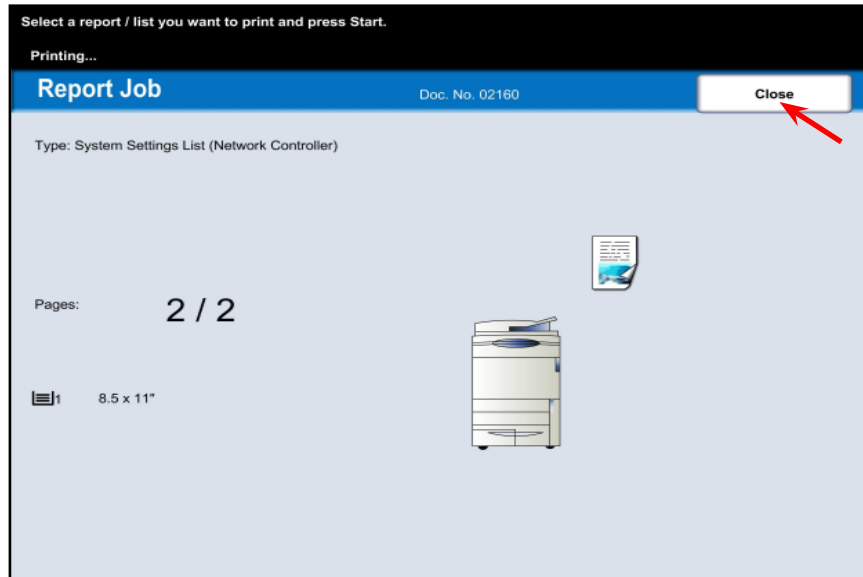 Select a report / list you want to print and press Start.
Printing...
Report Job
Doc. No. 02160
Close
Type: System Settings List (Network Controller)
Pages:
2 / 2
1
8.5 x 11"